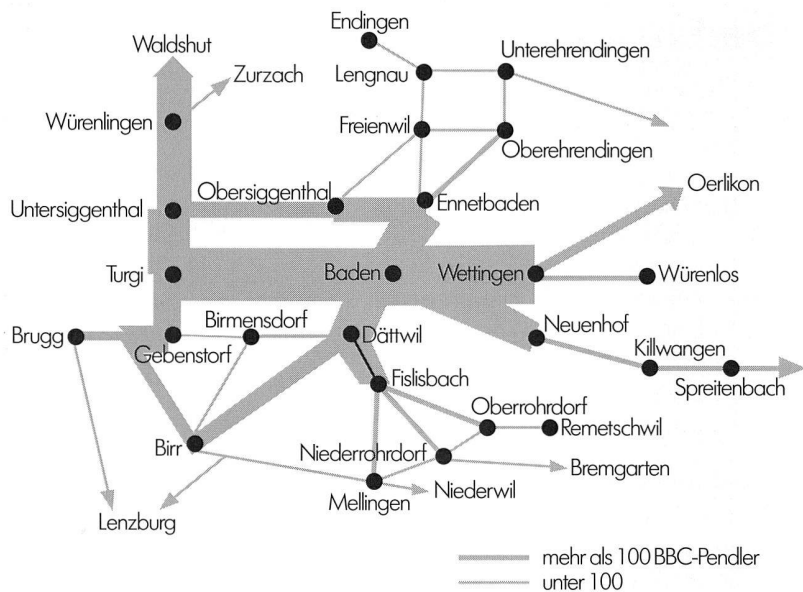 Endingen
Waldshut
Unterehrendingen
Zurzach
Lengnau
Würenlingen
Freienwil
Oberehrendingen
Obersiggenthal
Oerlikon
Untersiggenthal
Ennetbaden
Turgi
Baden
Wettingen
Würenlos
Birmensdorf
Neuenhof
Brugg
Dättwil
Gebenstorf
Killwangen
Fislisbach
Spreitenbach
Oberrohrdorf
Remetschwil
Birr
Niederrohrdorf
Bremgarten
Niederwil
Mellingen
Lenzburg
mehr als 100 BBC-Pendler
unter 100